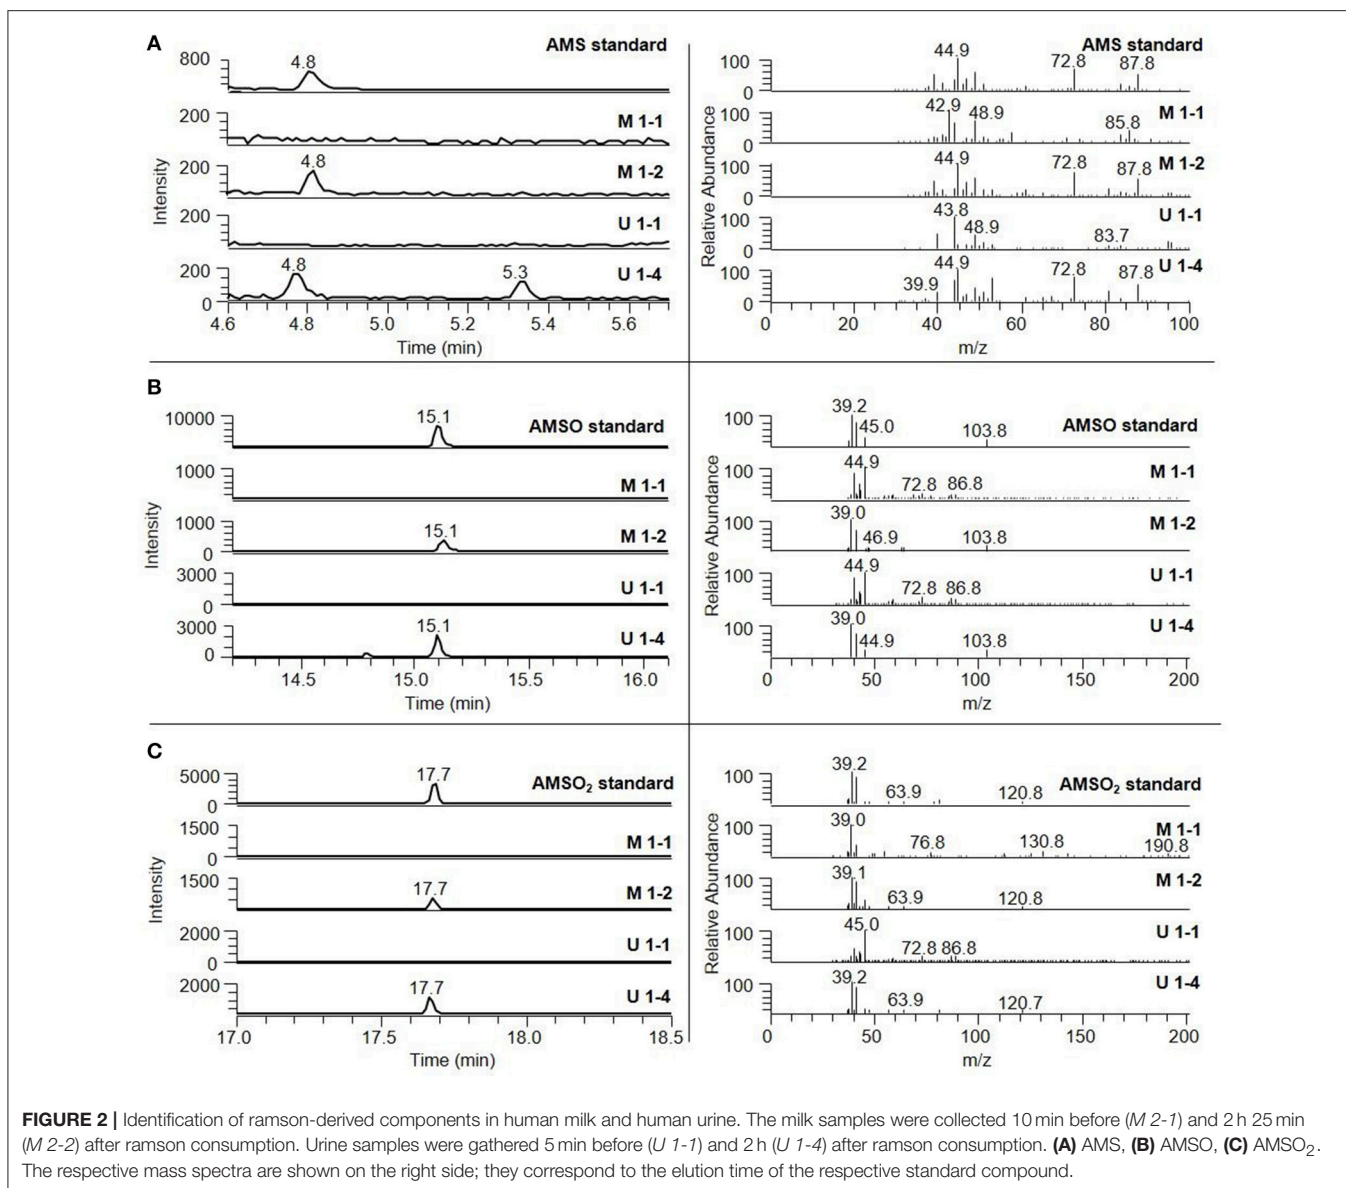 A
AMS standard
800
4.8
0
M 1-1
200
0
M 1-2
200
4.8
0
U 1-1
200
0
U 1-4
200
4.8
5.3
0
Intensity
4.6 4.8 5.0 5.2 5.4 5.6
Time (min)
AMS standard
100
44.9 72.8 87.8
0
M 1-1
100
42.9 48.9 85.8
0
M 1-2
100
44.9 72.8 87.8
0
U 1-1
100
43.8 48.9 83.7
0
U 1-4
100
39.9 44.9 72.8 87.8
0
Relative Abundance
0 20 40 60 80 100
m/z
B
AMSO standard
10000
15.1
0
M 1-1
1000
0
M 1-2
1000
15.1
0
U 1-1
3000
0
U 1-4
3000
15.1
0
Intensity
14.5 15.0 15.5 16.0
Time (min)
AMSO standard
100
39.2 45.0 103.8
M 1-1
100
44.9 72.8 86.8
M 1-2
100
39.0 46.9 103.8
U 1-1
100
44.9 72.8 86.8
U 1-4
100
39.0 44.9 103.8
Relative Abundance
0 50 100 150 200
m/z
C
AMSO2 standard
5000
17.7
0
M 1-1
1500
0
M 1-2
1500
17.7
U 1-1
2000
0
U 1-4
2000
17.7
Intensity
17.0 17.5 18.0 18.5
Time (min)
AMSO2 standard
100
39.2 63.9 120.8
M 1-1
100
39.0 76.8 130.8 190.8
M 1-2
100
39.1 63.9 120.8
U 1-1
100
45.0 72.8 86.8
U 1-4
100
39.2 63.9 120.7
Relative Abundance
0 50 100 150 200
m/z
FIGURE 2 | Identification of ramson-derived components in human milk and human urine. The milk samples were collected 10 min before (M 2-1) and 2 h 25 min
(M 2-2) after ramson consumption. Urine samples were gathered 5 min before (U 1-1) and 2 h (U 1-4) after ramson consumption. (A) AMS, (B) AMSO, (C) AMSO2.
The respective mass spectra are shown on the right side; they correspond to the elution time of the respective standard compound.